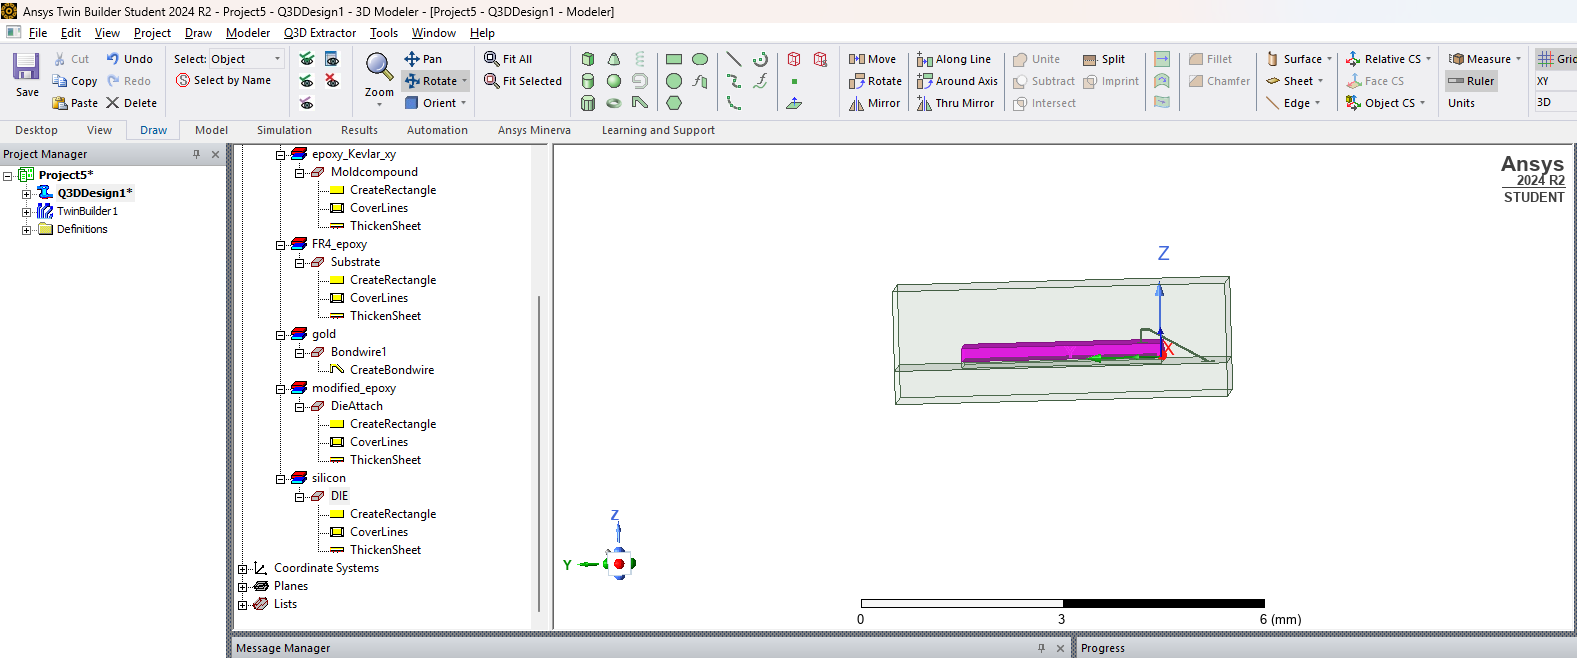 Ansys Twin Builder Student 2024 R2 - Project5 - Q3DDesign1 - 3D Modeler - [Project5 - Q3DDesign1 - Modeler]
File Edit View Project Draw Modeler Q3D Extractor Tools Window Help
Cut Undo Select: Object Pan Fit All Move Along Line Unite Split Fillet Surface Relative CS Measure Grid
Save Copy Redo Select by Name Zoom Rotate Fit Selected Rotate Around Axis Subtract Imprint Chamfer Sheet Face CS Ruler XY
Paste Delete Orient Mirror Thru Mirror Intersect Edge Object CS Units 3D
Desktop View Draw Model Simulation Results Automation Ansys Minerva Learning and Support
Project Manager
Project5*
Q3DDesign1*
TwinBuilder1
Definitions
epoxy_Kevlar_xy
Moldcompound
CreateRectangle
CoverLines
ThickenSheet
FR4_epoxy
Substrate
CreateRectangle
CoverLines
ThickenSheet
gold
Bondwire1
CreateBondwire
modified_epoxy
DieAttach
CreateRectangle
CoverLines
ThickenSheet
silicon
DIE
CreateRectangle
CoverLines
ThickenSheet
Coordinate Systems
Planes
Lists
Ansys
2024 R2
STUDENT
Z
X
Z
Y
0 3 6 (mm)
Message Manager
Progress